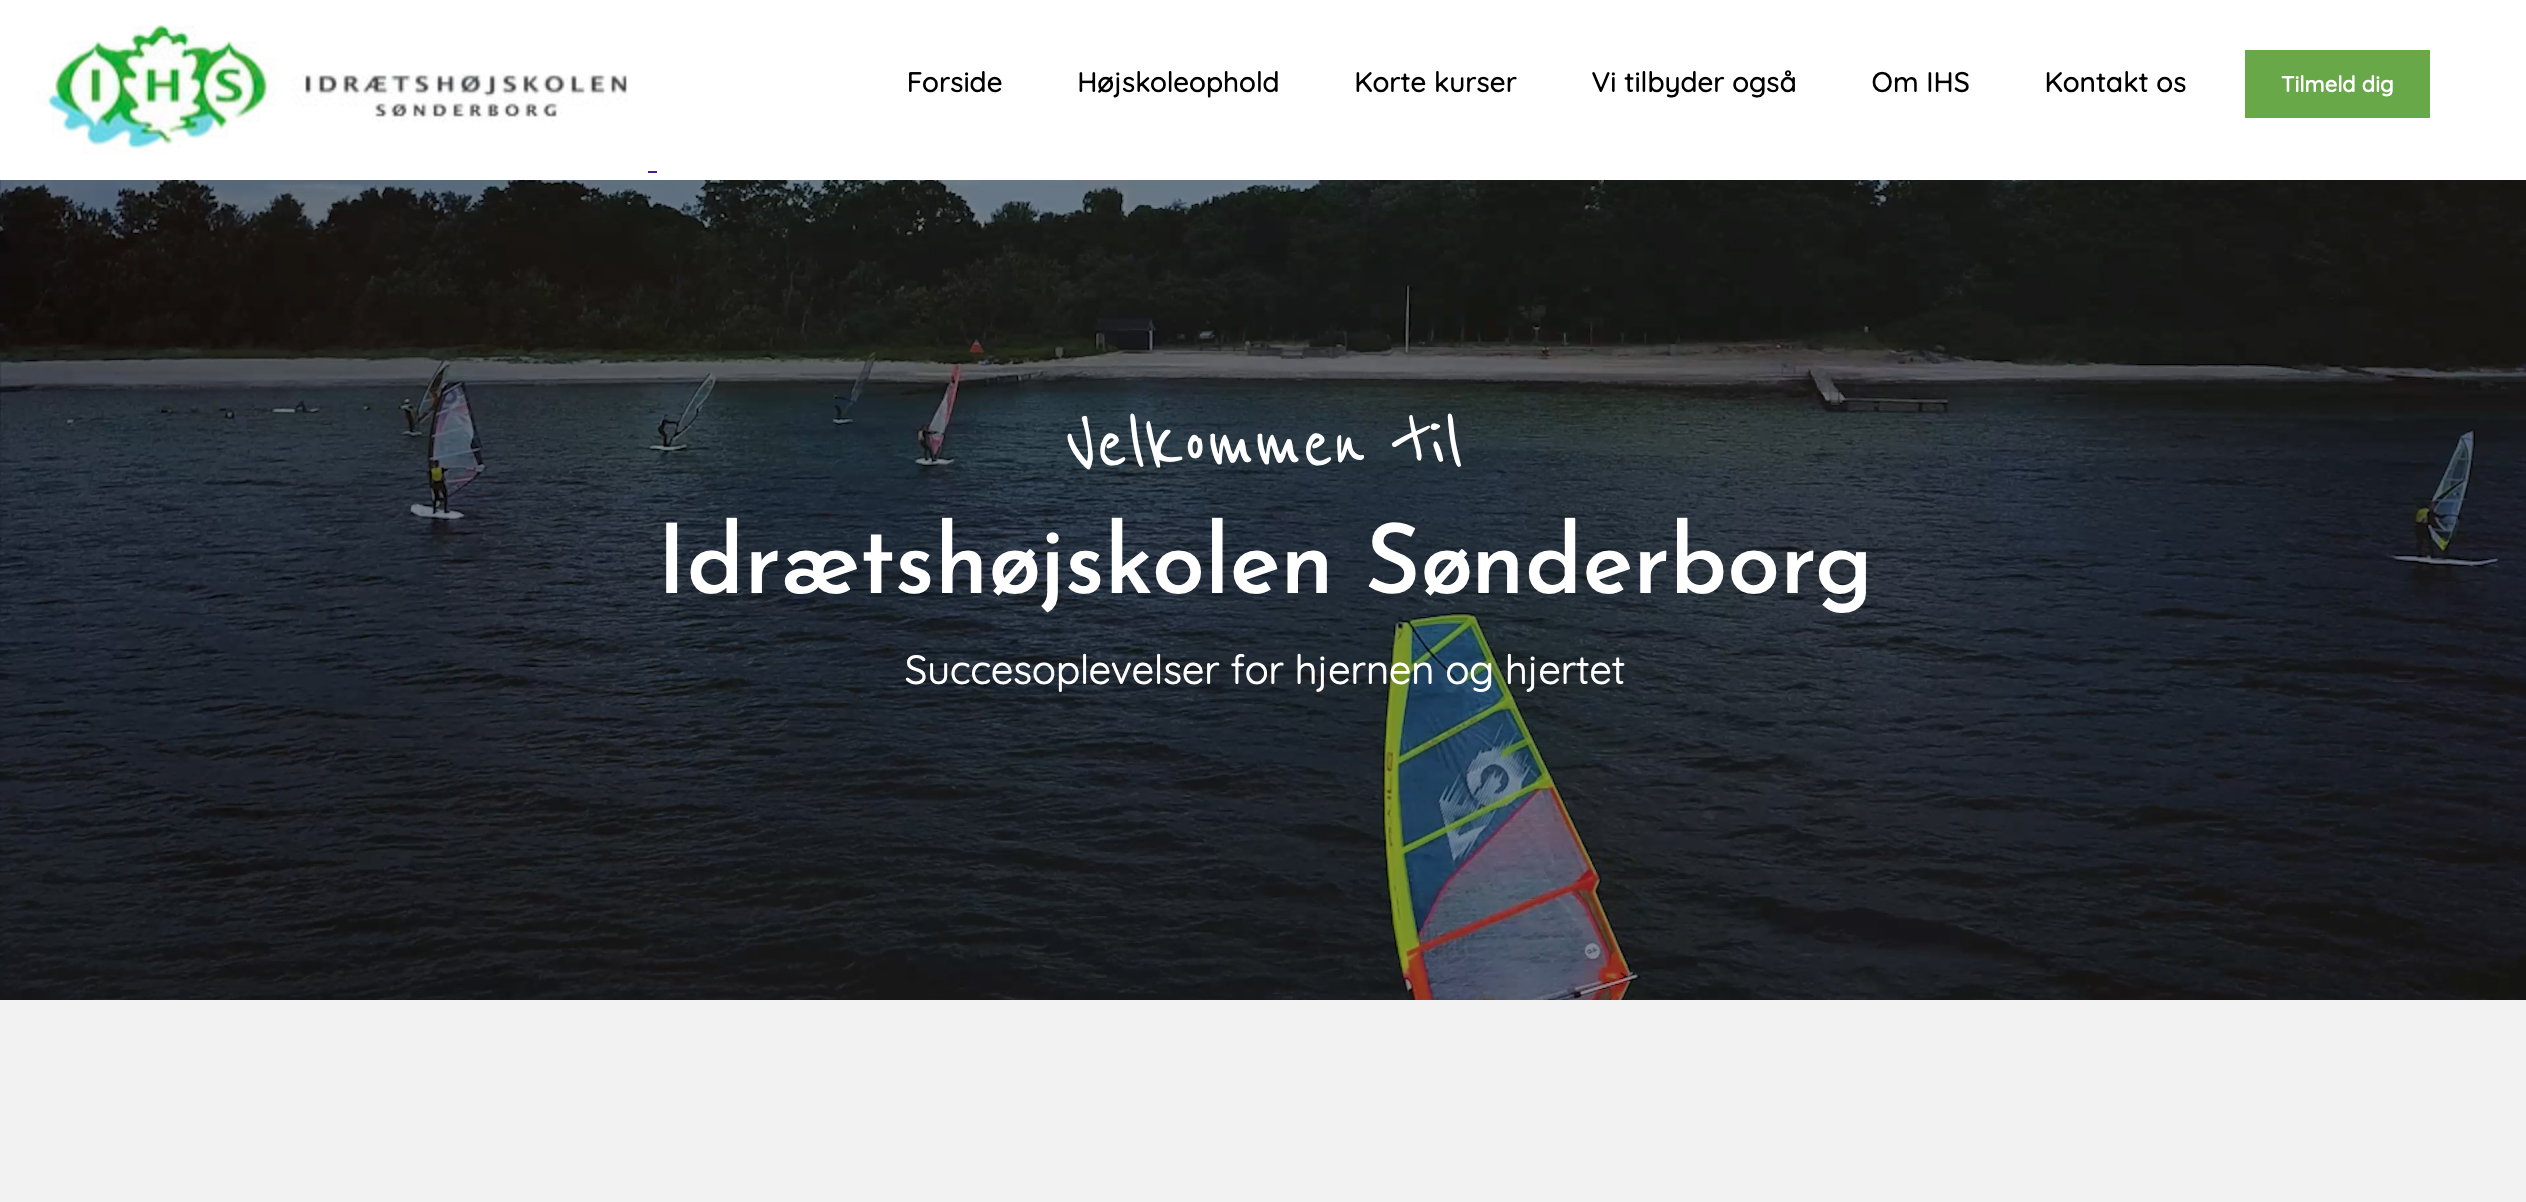 IHS
IDRÆTSHØJSKOLEN
SØNDERBORG
Forside
Højskoleophold
Korte kurser
Vi tilbyder også
Om IHS
Kontakt os
Tilmeld dig
Velkommen til
Idrætshøjskolen Sønderborg
Succesoplevelser for hjernen og hjertet